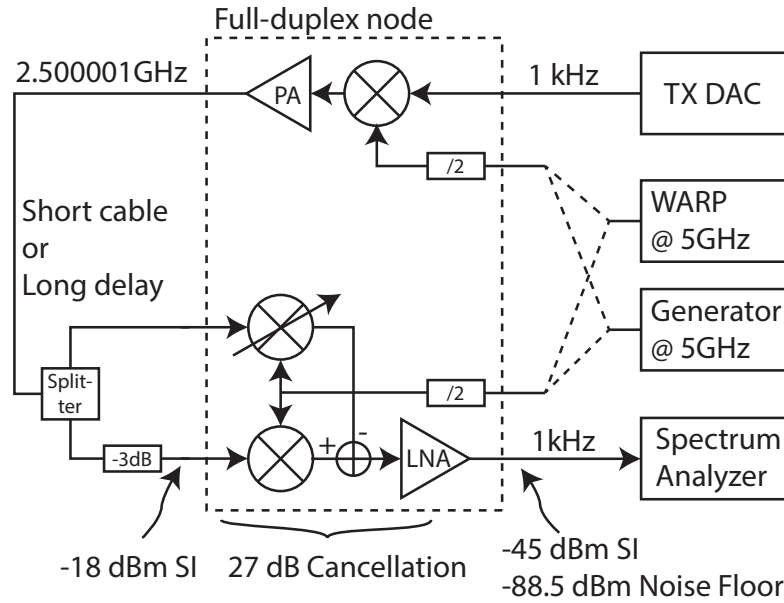 Full-duplex node
2.500001GHz
PA
1 kHz
TX DAC
/2
Short cable
or
Long delay
WARP
@ 5GHz
Generator
@ 5GHz
Split-
ter
/2
-
+
-3dB
LNA
1kHz
Spectrum
Analyzer
-18 dBm SI
27 dB Cancellation
-45 dBm SI
-88.5 dBm Noise Floor